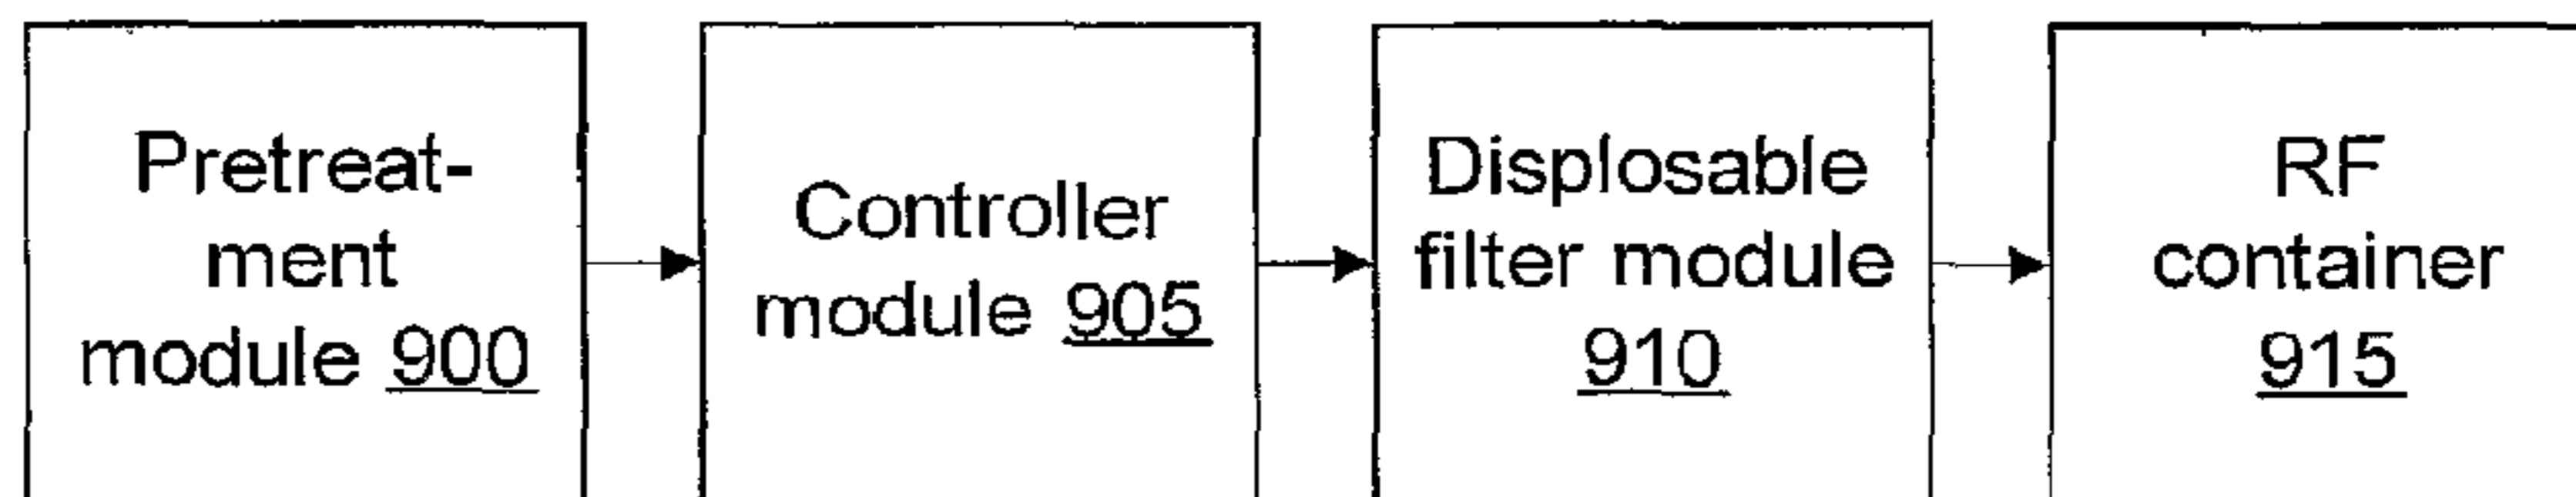 Pretreat-
ment
module 900
Controller
module 905
Displosable
filter module
910
RF
container
915